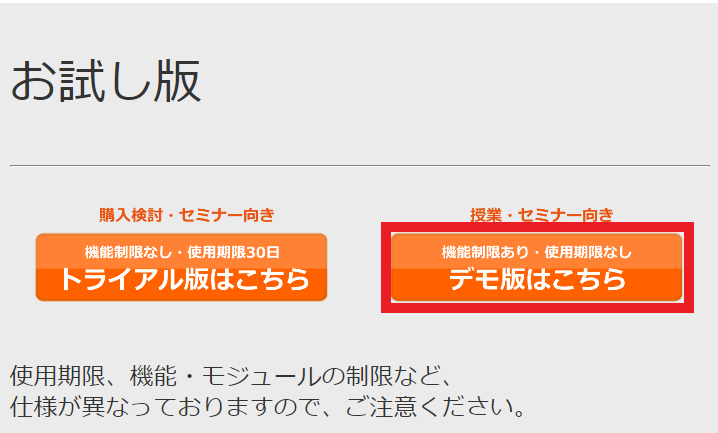 お試し版
購入検討・セミナー向き
機能制限なし・使用期限30日
トライアル版はこちら
授業・セミナー向き
機能制限あり・使用期限なし
デモ版はこちら
使用期限、機能・モジュールの制限など、
仕様が異なっておりますので、ご注意ください。